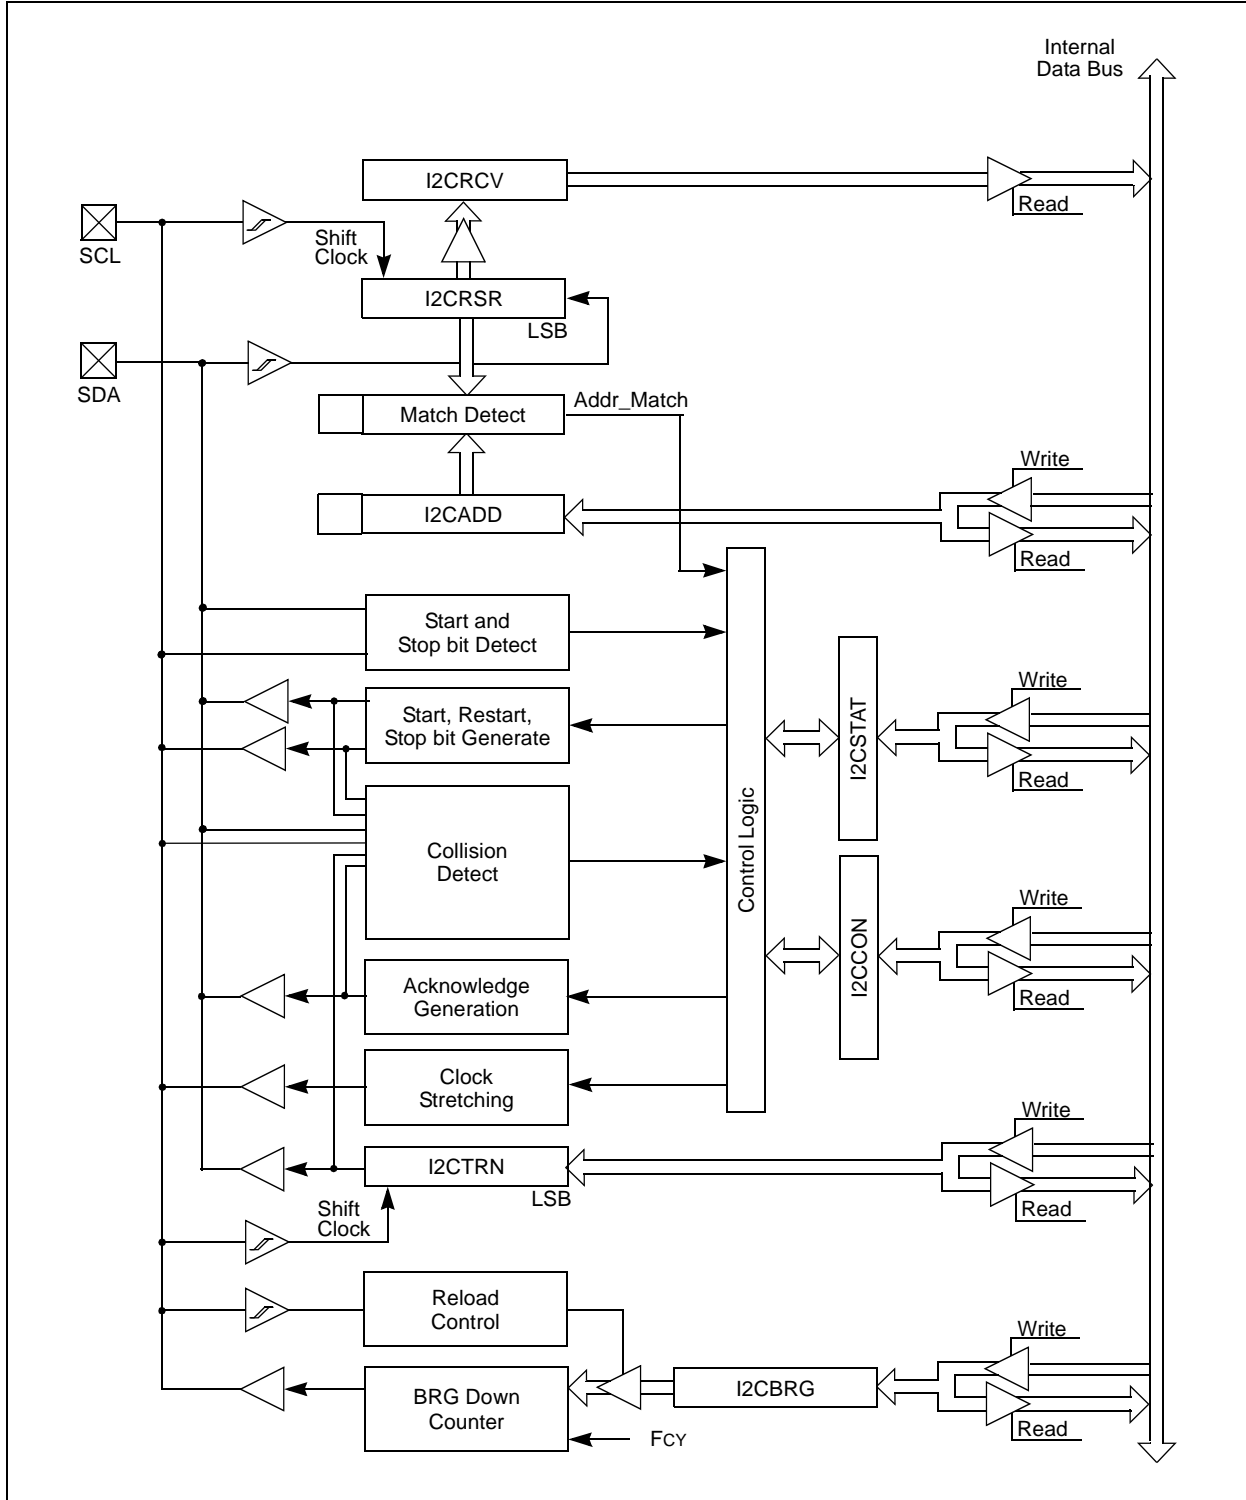 Internal
Data Bus
I2CRCV
Read
SCL
Shift
Clock
I2CRSR
LSB
SDA
Addr_Match
Match Detect
Write
I2CADD
Read
Start and
Stop bit Detect
Write
Start, Restart,
Stop bit Generate
I2CSTAT
Read
Control Logic
Collision
Detect
Write
I2CCON
Acknowledge
Generation
Read
Clock
Stretching
Write
I2CTRN
LSB
Shift
Clock
Read
Reload
Control
Write
BRG Down
Counter
I2CBRG
Read
FCY